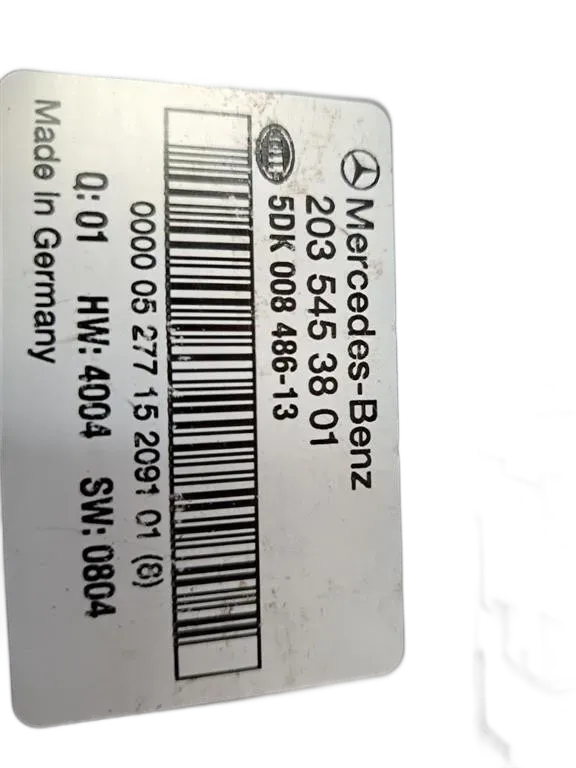 Mercedes-Benz
203 545 38 01
HELLA
5DK 008 486-13
0000 05 277 15 2091 01 (8)
Q: 01 HW: 4004 SW: 0804
Made In Germany